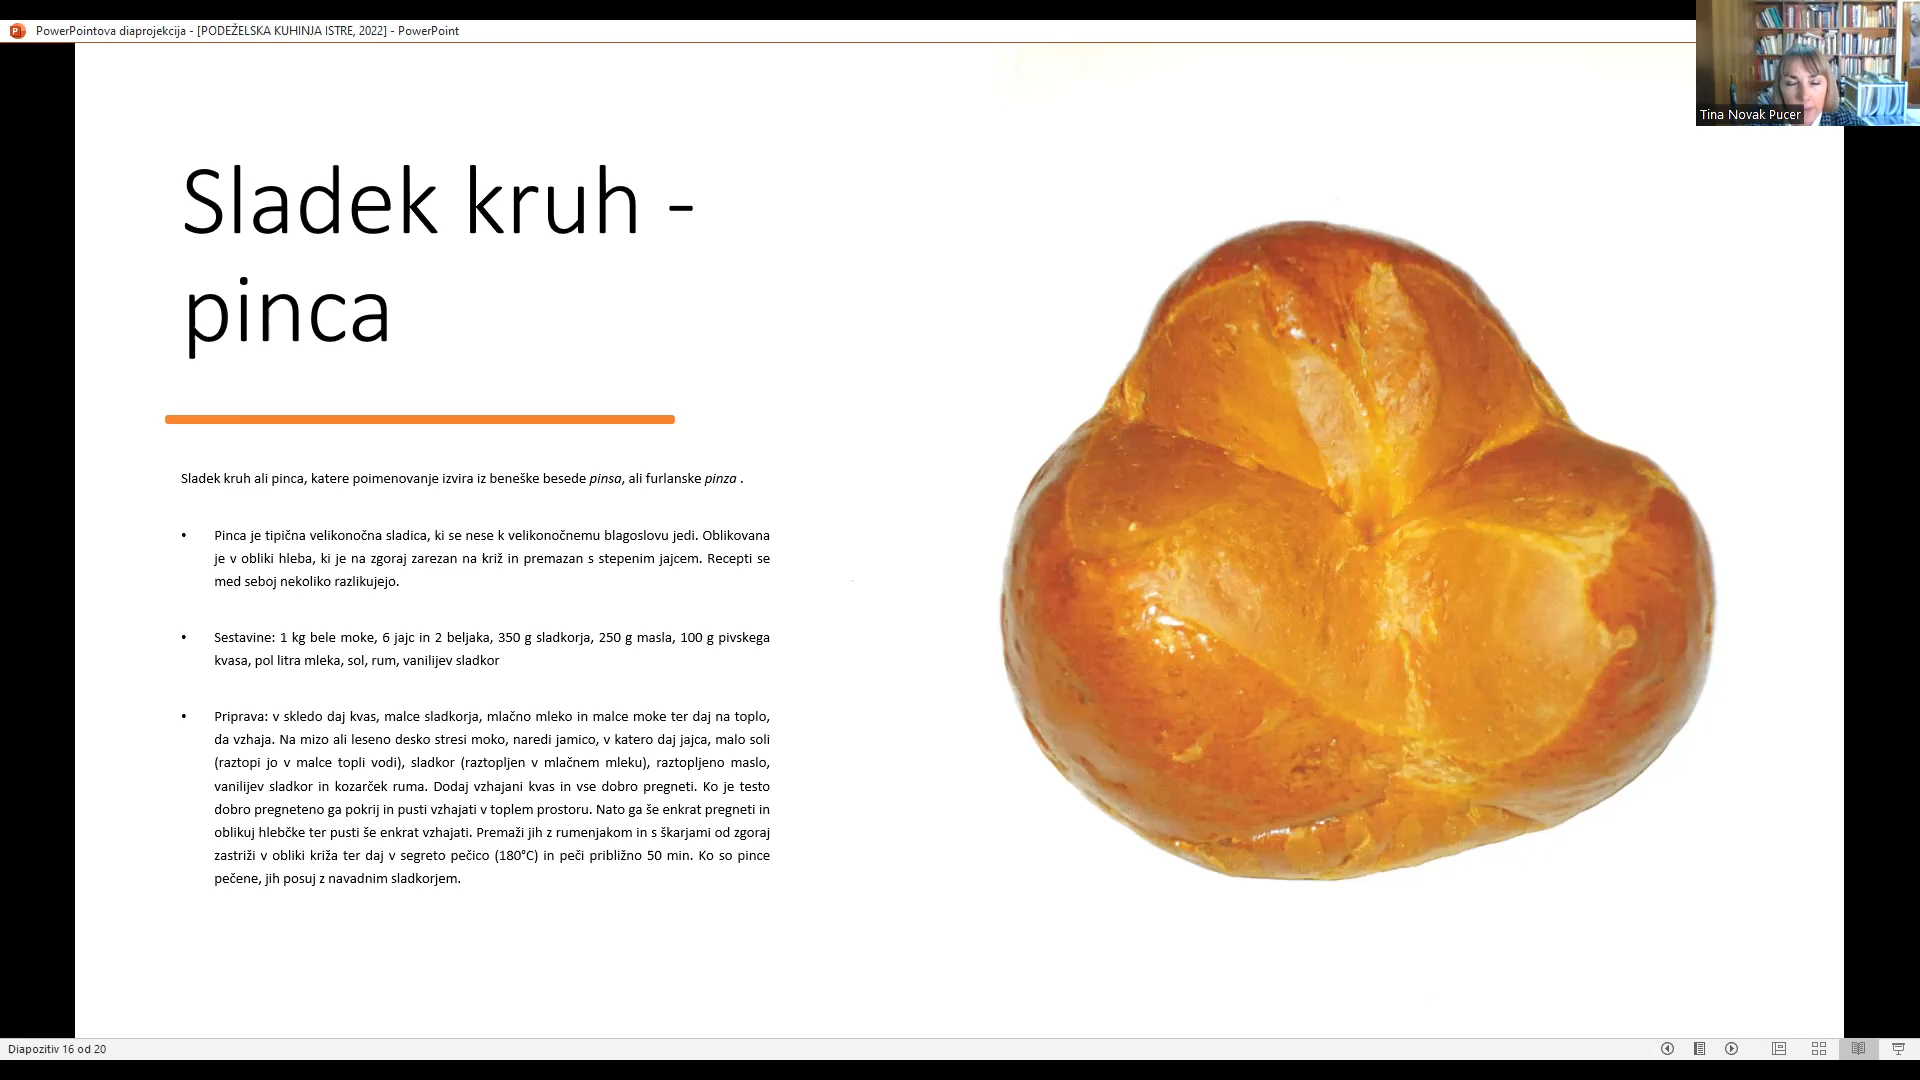 PowerPointova diaprojekcija - [PODEŽELSKA KUHINJA ISTRE, 2022] - PowerPoint
Tina Novak Pucer
Sladek kruh -
pinca
Sladek kruh ali pinca, katere poimenovanje izvira iz beneške besede pinsa, ali furlanske pinza .
• Pinca je tipična velikonočna sladica, ki se nese k velikonočnemu blagoslovu jedi. Oblikovana
je v obliki hleba, ki je na zgoraj zarezan na križ in premazan s stepenim jajcem. Recepti se
med seboj nekoliko razlikujejo.
• Sestavine: 1 kg bele moke, 6 jajc in 2 beljaka, 350 g sladkorja, 250 g masla, 100 g pivskega
kvasa, pol litra mleka, sol, rum, vanilijev sladkor
• Priprava: v skledo daj kvas, malce sladkorja, mlačno mleko in malce moke ter daj na toplo,
da vzhaja. Na mizo ali leseno desko stresi moko, naredi jamico, v katero daj jajca, malo soli
(raztopi jo v malce topli vodi), sladkor (raztopljen v mlačnem mleku), raztopljeno maslo,
vanilijev sladkor in kozarček ruma. Dodaj vzhajani kvas in vse dobro pregneti. Ko je testo
dobro pregneteno ga pokrij in pusti vzhajati v toplem prostoru. Nato ga še enkrat pregneti in
oblikuj hlebčke ter pusti še enkrat vzhajati. Premaži jih z rumenjakom in s škarjami od zgoraj
zastriži v obliki križa ter daj v segreto pečico (180°C) in peči približno 50 min. Ko so pince
pečene, jih posuj z navadnim sladkorjem.
Diapozitiv 16 od 20